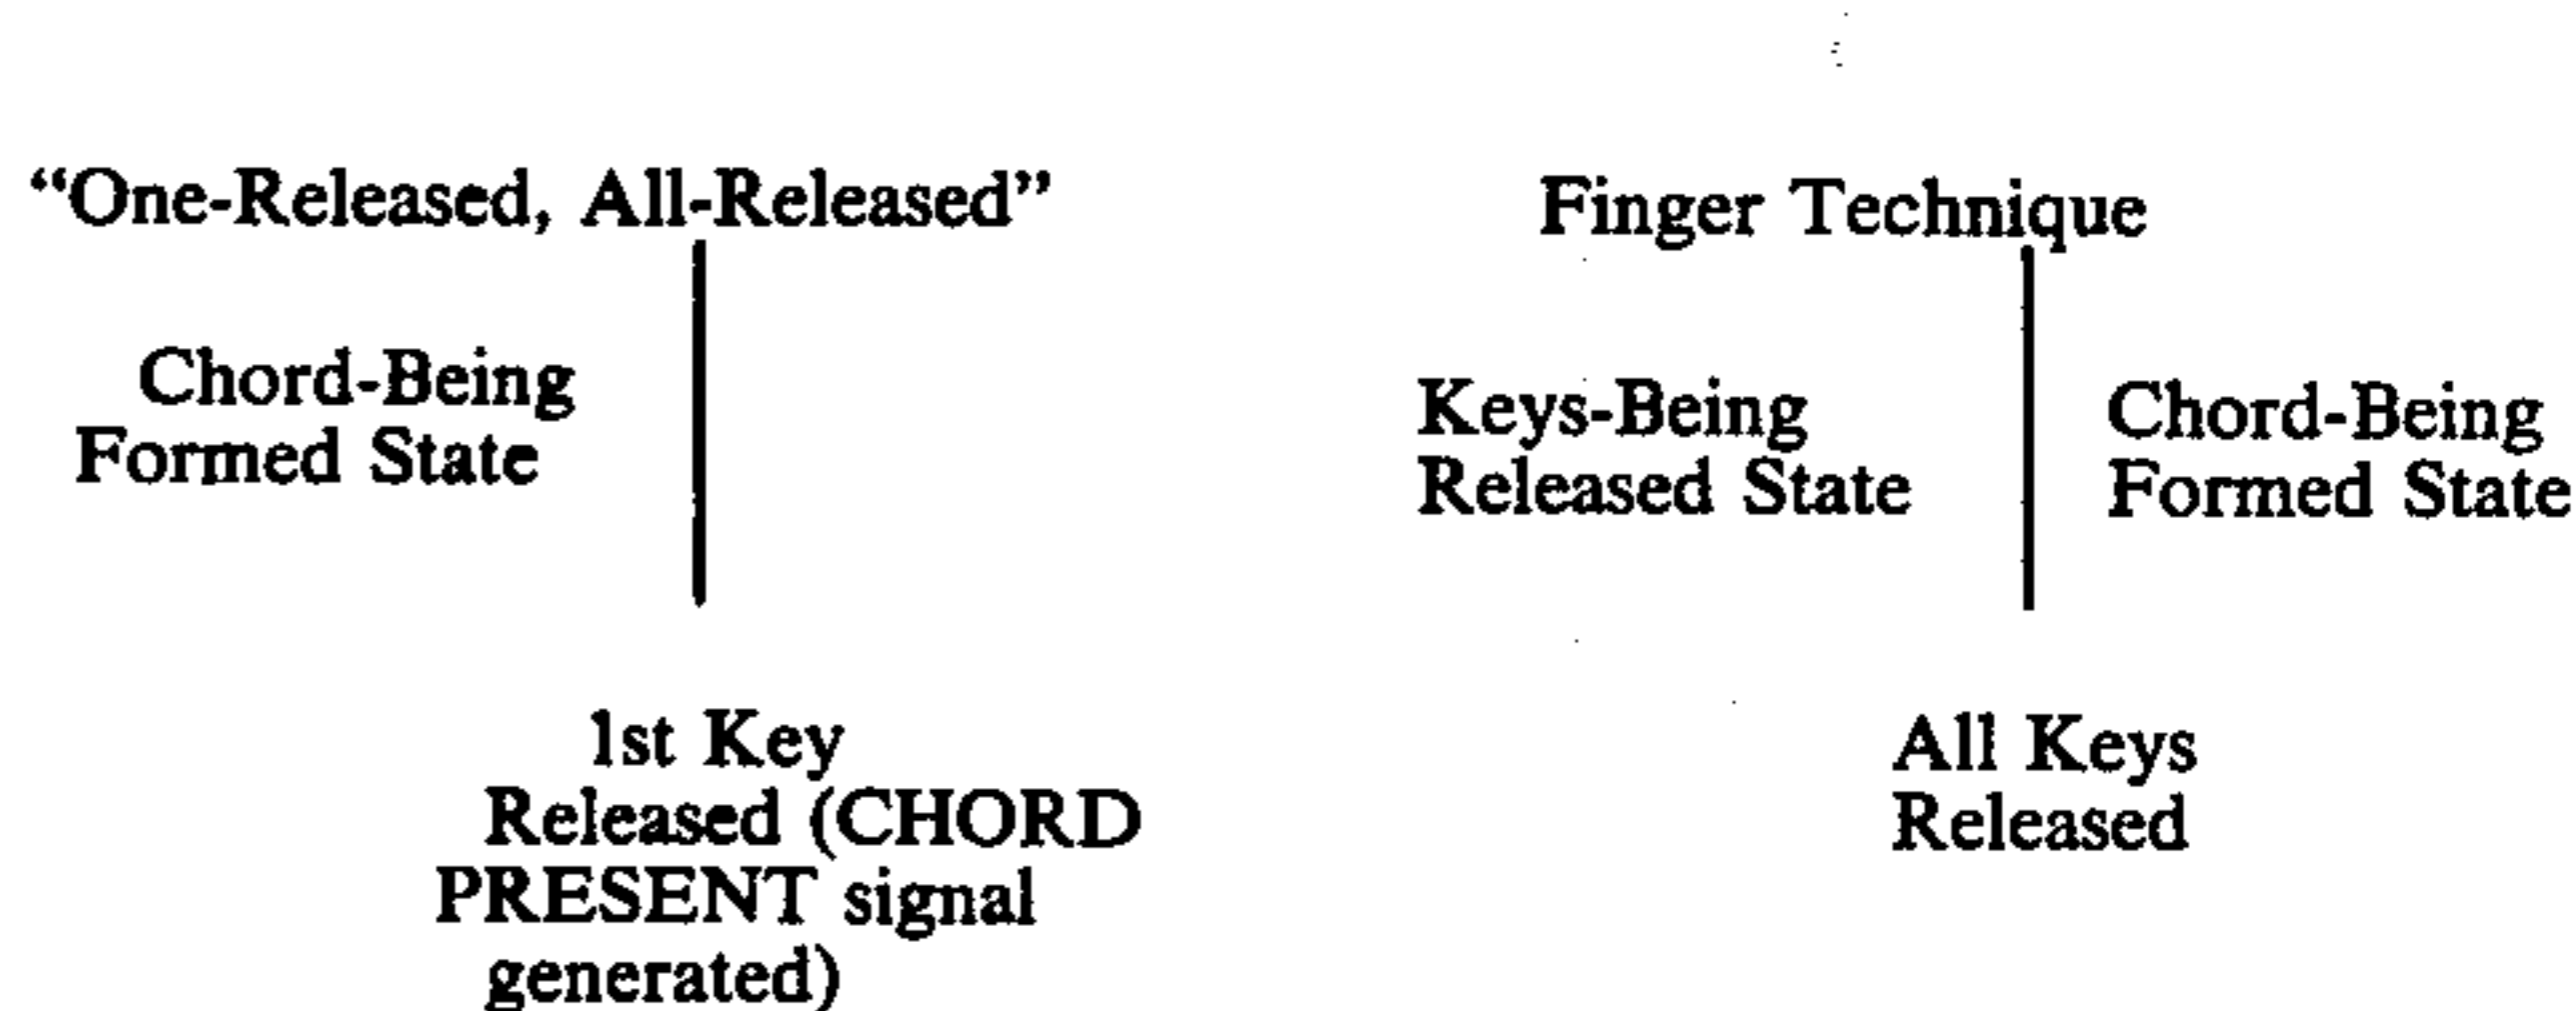 “One-Released, All-Released” Finger Technique
Chord-Being
Formed State
Keys-Being
Released State
Chord-Being
Formed State
1st Key
Released (CHORD
PRESENT signal
generated)
All Keys
Released